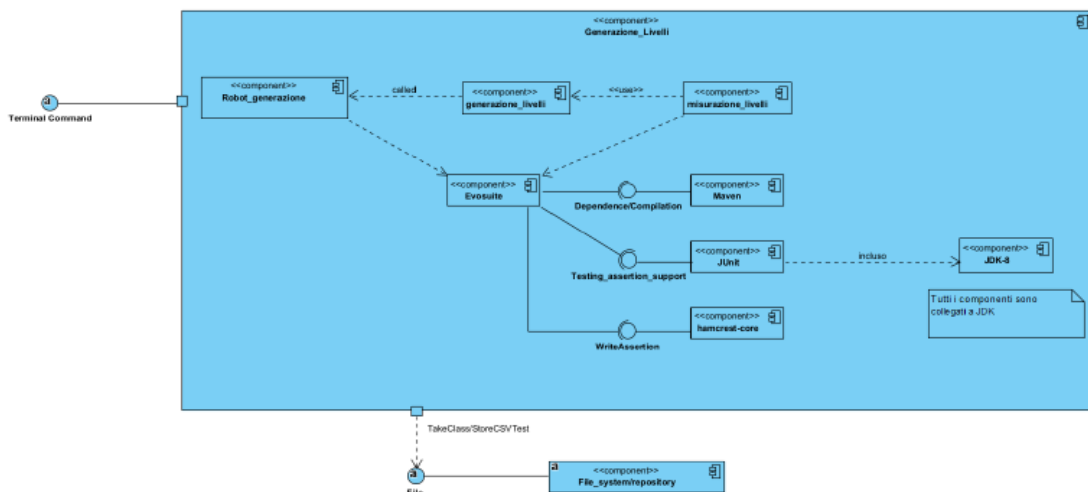 <<component>>
Generazione_Livelli
<<component>>
Robot_generazione
called
<<component>>
generazione_livelli
<<use>>
<<component>>
misurazione_livelli
a
Terminal Command
<<component>>
Evosuite
Dependence/Compilation
<<component>>
Maven
Testing_assertion_support
<<component>>
JUnit
incluso
<<component>>
JDK-8
Tutti i componenti sono
collegati a JDK
WriteAssertion
<<component>>
hamcrest-core
TakeClass/StoreCSVTest
a
File
a
<<component>>
File_system/repository